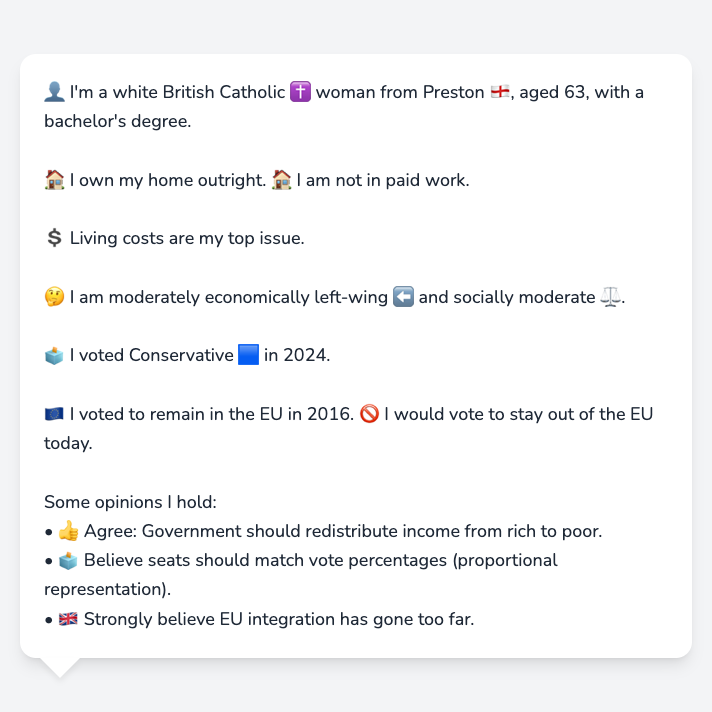 👤 I'm a white British Catholic ✝️ woman from Preston 🏴󠁧󠁢󠁥󠁮󠁧󠁿, aged 63, with a
bachelor's degree.
🏠 I own my home outright. 🏠 I am not in paid work.
💲 Living costs are my top issue.
🤔 I am moderately economically left-wing ⬅️ and socially moderate ⚖️.
🗳️ I voted Conservative 🟦 in 2024.
🇪🇺 I voted to remain in the EU in 2016. 🚫 I would vote to stay out of the EU
today.
Some opinions I hold:
• 👍 Agree: Government should redistribute income from rich to poor.
• 🗳️ Believe seats should match vote percentages (proportional
representation).
• 🇬🇧 Strongly believe EU integration has gone too far.